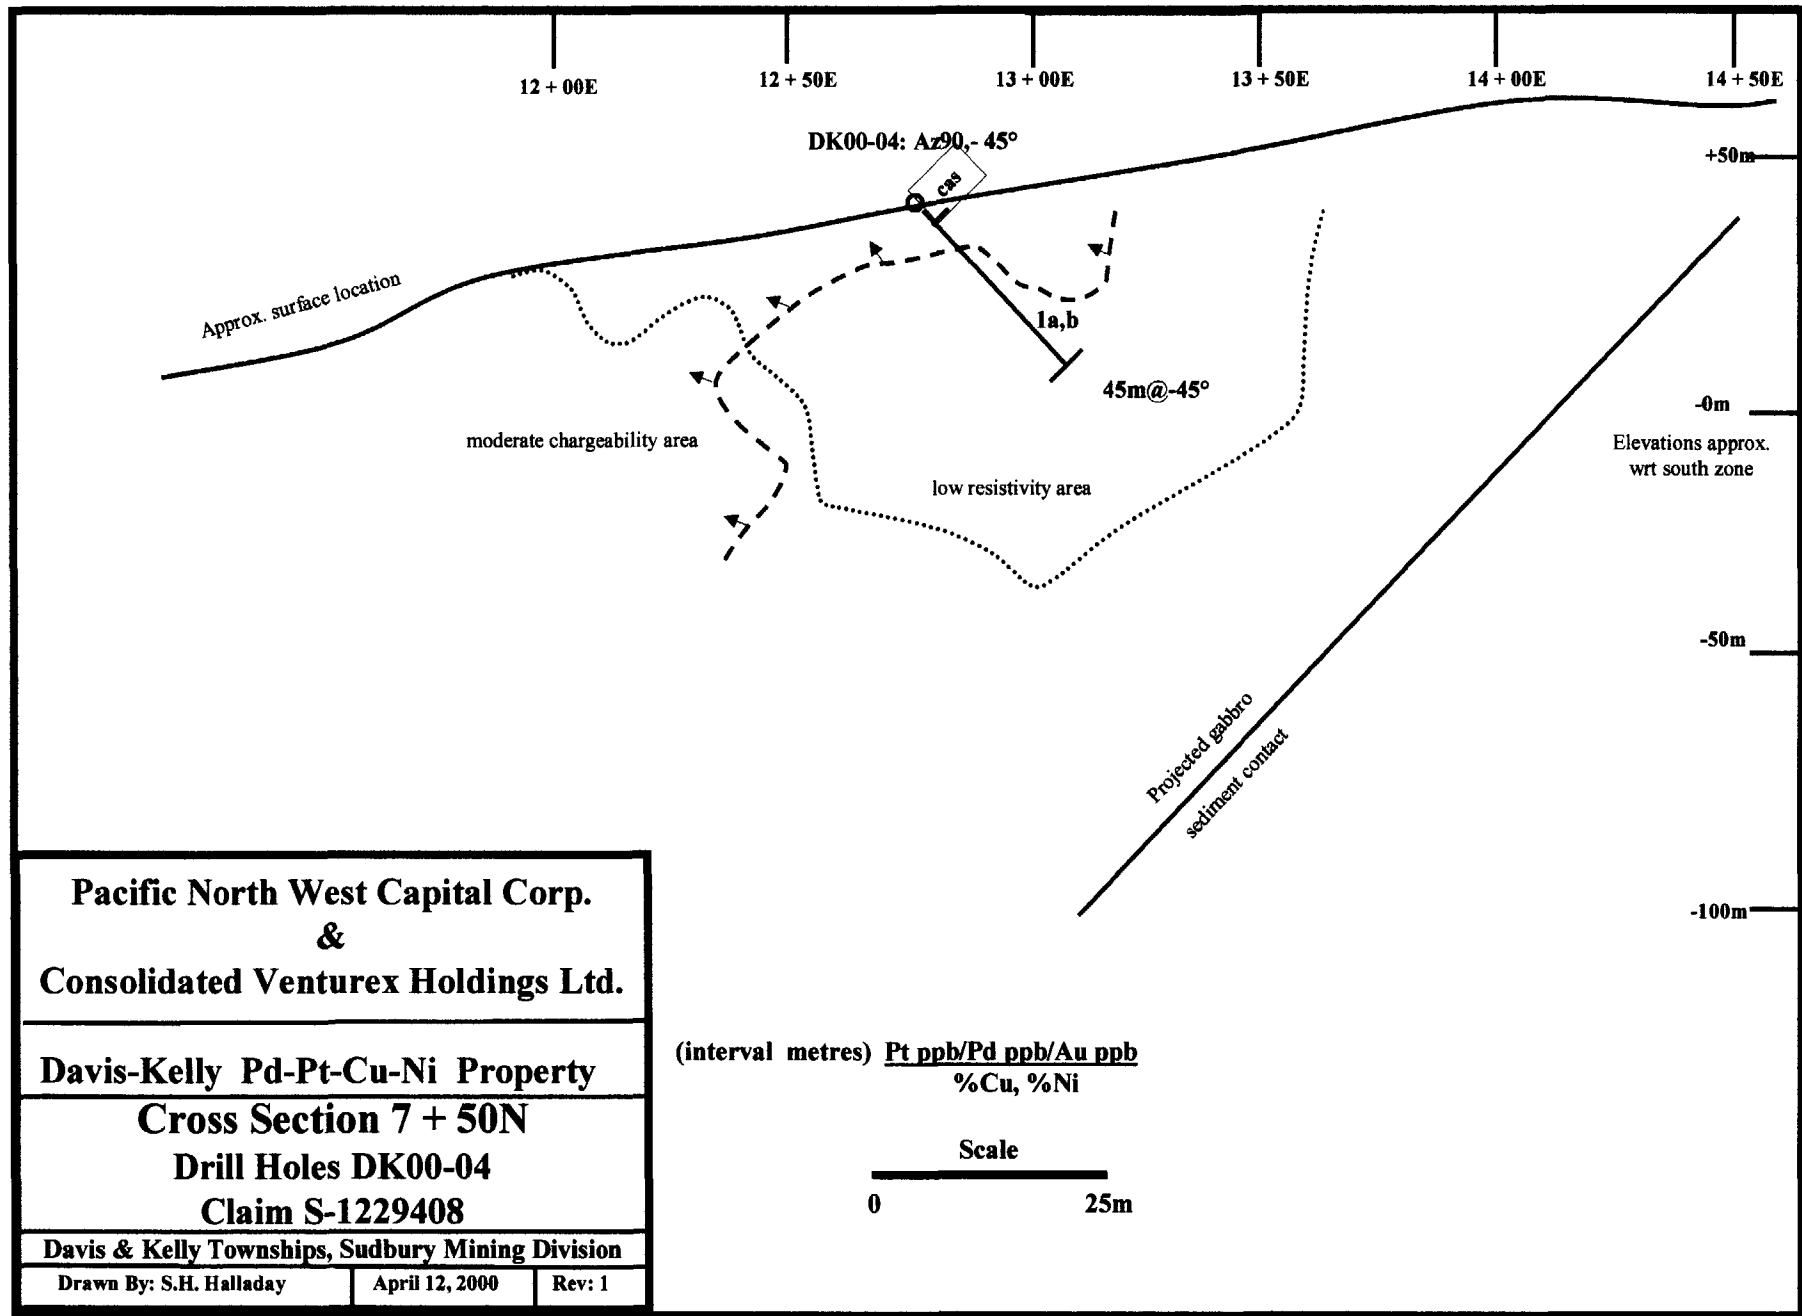 12 + 00E
12 + 50E
13 + 00E
13 + 50E
14 + 00E
14 + 50E
DK00-04: Az90,- 45°
+50m
cas
Approx. surface location
1a,b
45m@-45°
-0m
moderate chargeability area
Elevations approx.
wrt south zone
low resistivity area
-50m
Projected gabbro
sediment contact
-100m
Pacific North West Capital Corp.
&
Consolidated Venturex Holdings Ltd.
Davis-Kelly Pd-Pt-Cu-Ni Property
Cross Section 7 + 50N
Drill Holes DK00-04
Claim S-1229408
Davis & Kelly Townships, Sudbury Mining Division
Drawn By: S.H. Halladay
April 12, 2000
Rev: 1
(interval metres) Pt ppb/Pd ppb/Au ppb
%Cu, %Ni
Scale
0
25m